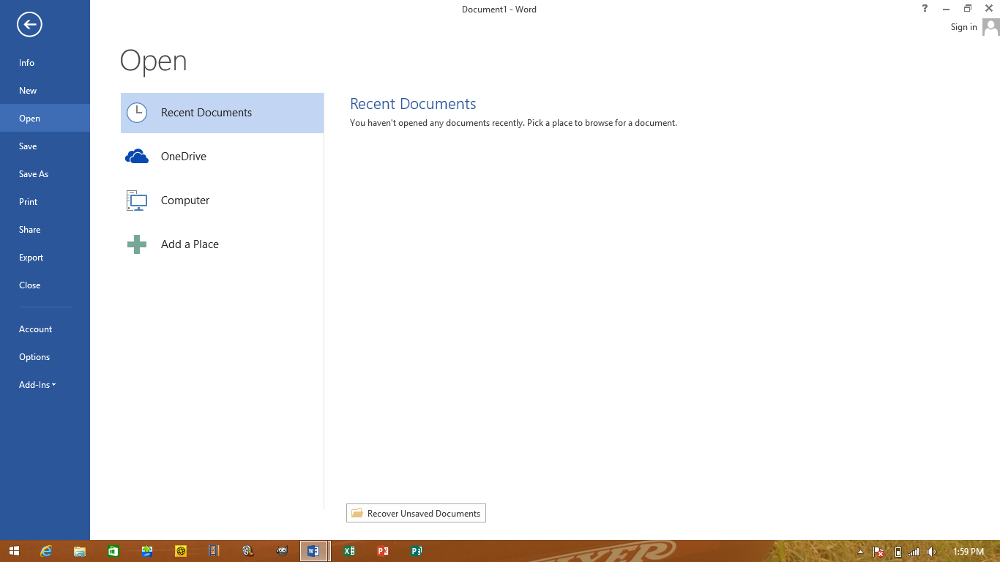 Document1 - Word
?
Sign in
Info
New
Open
Save
Save As
Print
Share
Export
Close
Account
Options
Add-Ins
Open
Recent Documents
OneDrive
Computer
Add a Place
Recent Documents
You haven't opened any documents recently. Pick a place to browse for a document.
Recover Unsaved Documents
1:59 PM